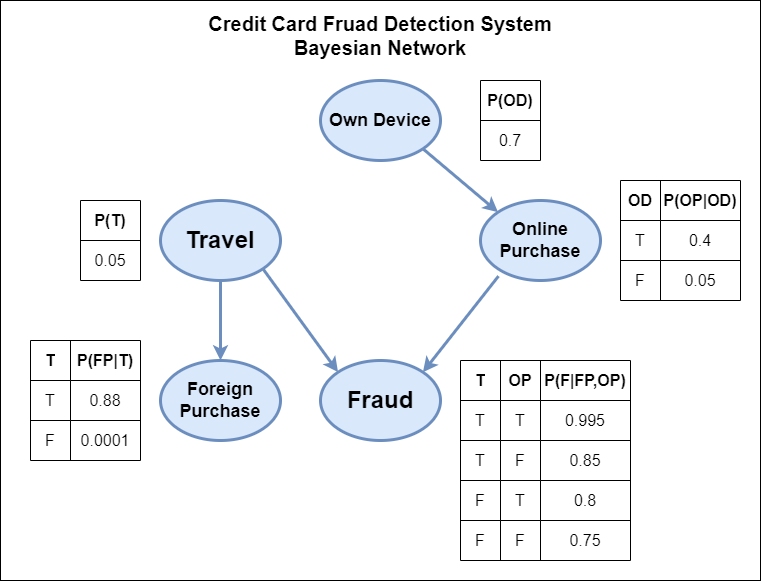 Credit Card Fruad Detection System
Bayesian Network
Own Device
P(OD)
0.7
Travel
P(T)
0.05
Online
Purchase
OD P(OP|OD)
T 0.4
F 0.05
T P(FP|T)
T 0.88
F 0.0001
Foreign
Purchase
Fraud
T OP P(F|FP,OP)
T T 0.995
T F 0.85
F T 0.8
F F 0.75